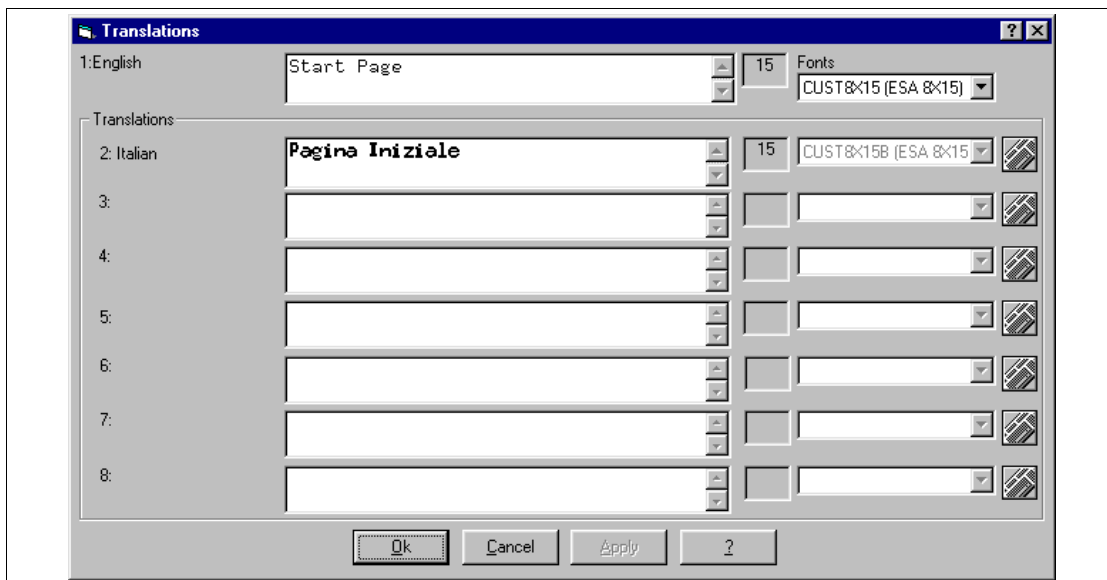 Translations
1:English
Start Page
15
Fonts
CUST8X15 (ESA 8X15)
Translations
2: Italian
Pagina Iniziale
15
CUST8X15B (ESA 8X15
3:
4:
5:
6:
7:
8:
Ok
Cancel
Apply
?